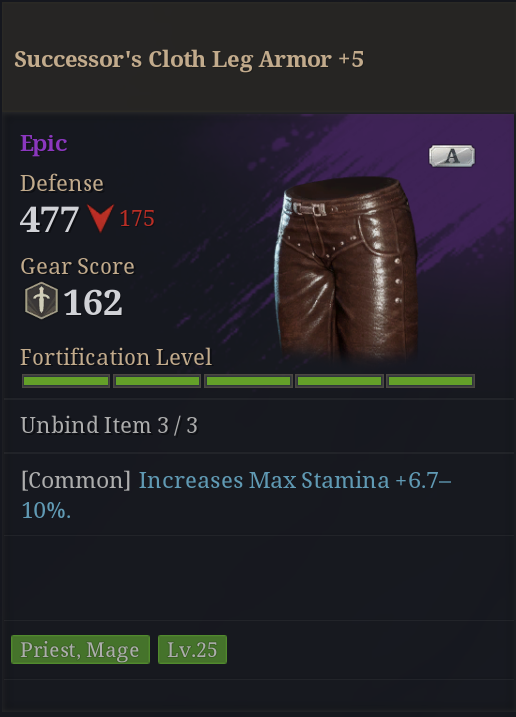 Successor's Cloth Leg Armor +5
Epic
A
Defense
477 175
Gear Score
162
Fortification Level
Unbind Item 3 / 3
[Common] Increases Max Stamina +6.7–
10%.
Priest, Mage Lv.25